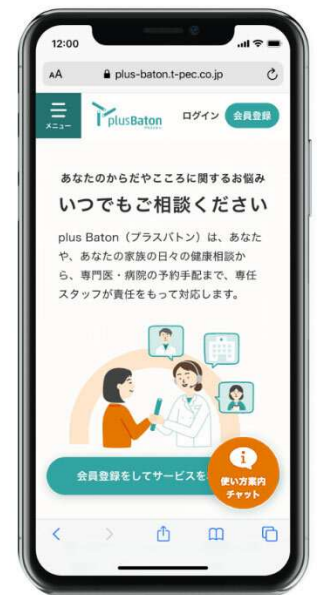 12:00
AA plus-baton.t-pec.co.jp
メニュー
plusBaton
ログイン
会員登録
あなたのからだやこころに関するお悩み
いつでもご相談ください
plus Baton（プラスバトン）は、あなた
や、あなたの家族の日々の健康相談か
ら、専門医・病院の予約手配まで、専任
スタッフが責任をもって対応します。
会員登録をしてサービスを
i
使い方案内
チャット